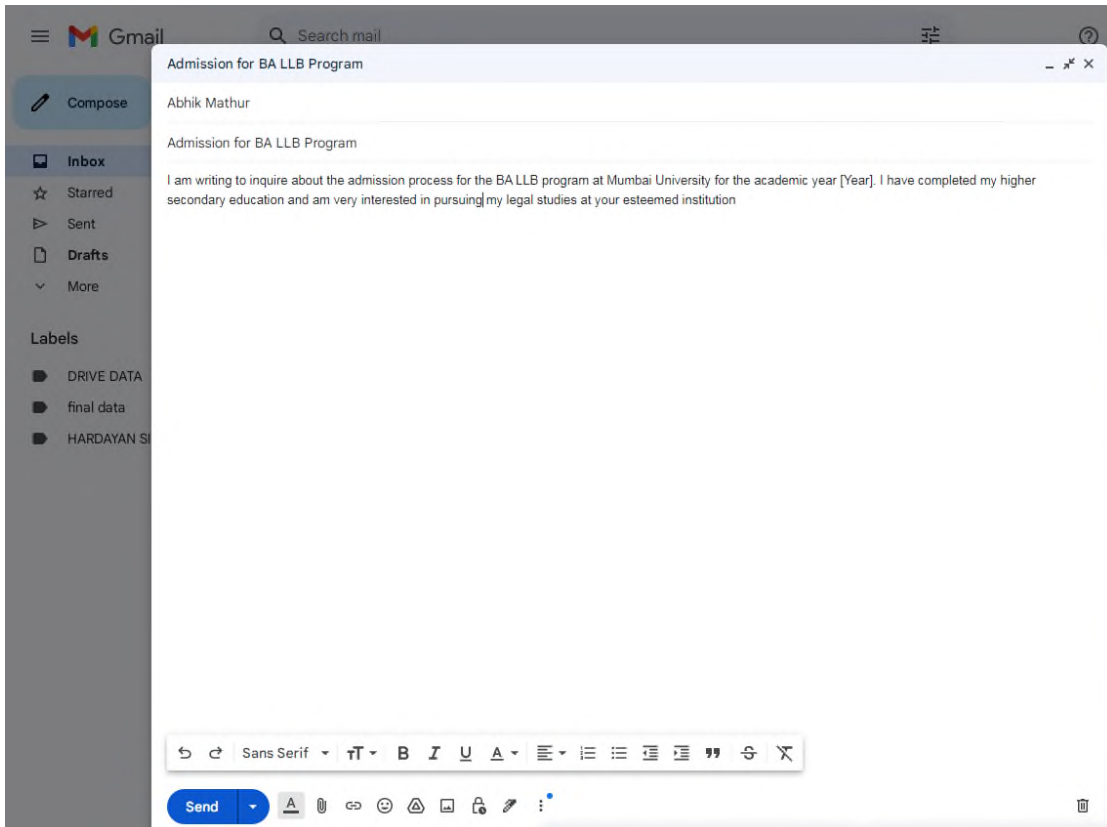 Gmail
Search mail
Admission for BA LLB Program
Compose
Abhik Mathur
Admission for BA LLB Program
Inbox
I am writing to inquire about the admission process for the BA LLB program at Mumbai University for the academic year [Year]. I have completed my higher
secondary education and am very interested in pursuing my legal studies at your esteemed institution
Starred
Sent
Drafts
More
Labels
DRIVE DATA
final data
HARDAYAN
Sans Serif
Send